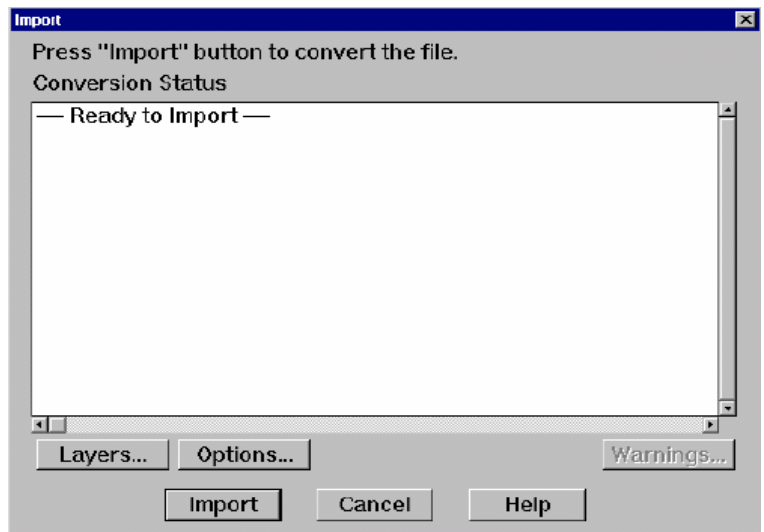 Import
Press "Import" button to convert the file.
Conversion Status
— Ready to Import —
Layers... Options... Warnings...
Import Cancel Help